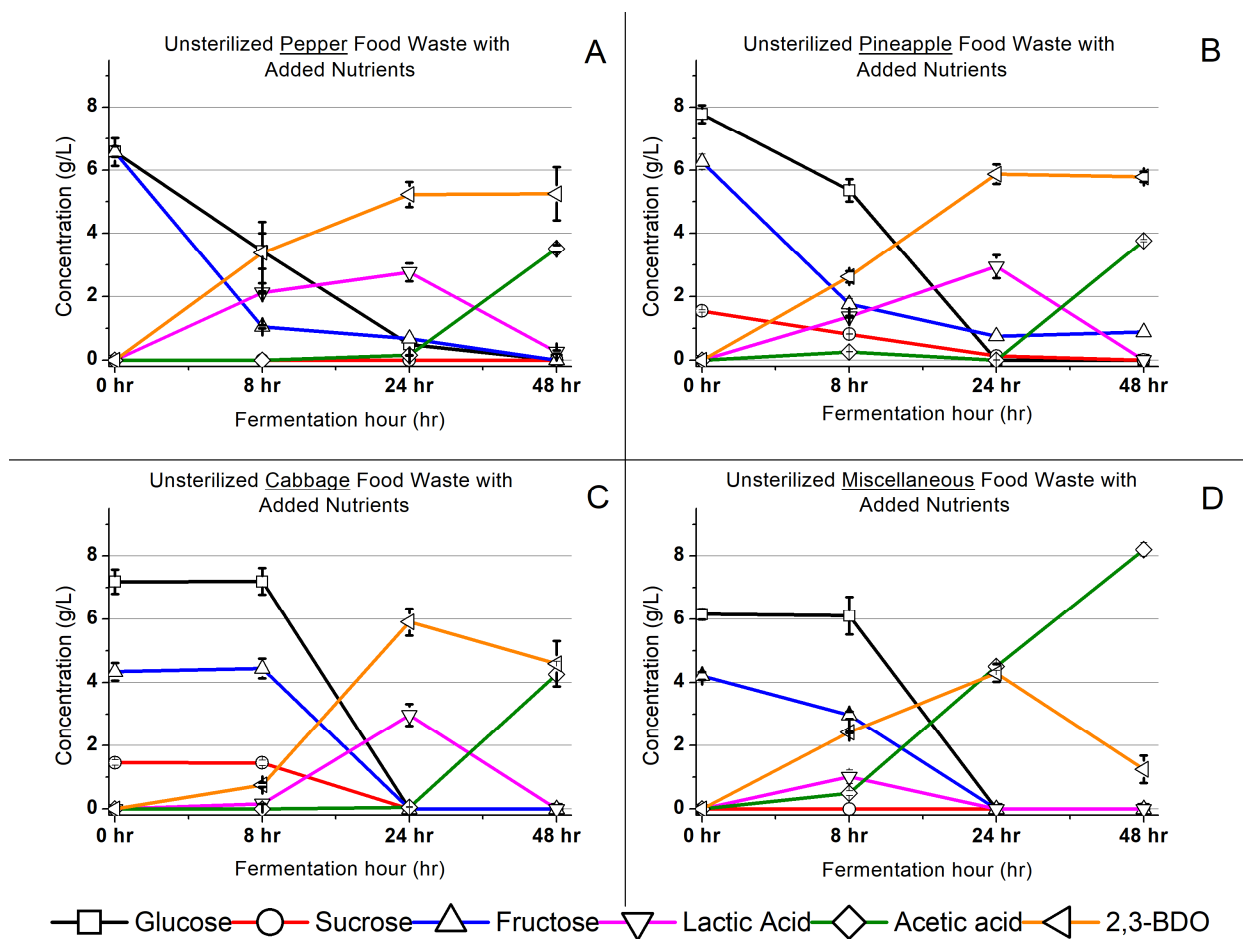 Unsterilized Pepper Food Waste with
Added Nutrients
A
Concentration (g/L)
8
6
4
2
0
0 hr 8 hr 24 hr 48 hr
Fermentation hour (hr)
Unsterilized Pineapple Food Waste with
Added Nutrients
B
Concentration (g/L)
8
6
4
2
0
0 hr 8 hr 24 hr 48 hr
Fermentation hour (hr)
Unsterilized Cabbage Food Waste with
Added Nutrients
C
Concentration (g/L)
8
6
4
2
0
0 hr 8 hr 24 hr 48 hr
Fermentation hour (hr)
Unsterilized Miscellaneous Food Waste with
Added Nutrients
D
Concentration (g/L)
8
6
4
2
0
0 hr 8 hr 24 hr 48 hr
Fermentation hour (hr)
Glucose Sucrose Fructose Lactic Acid Acetic acid 2,3-BDO